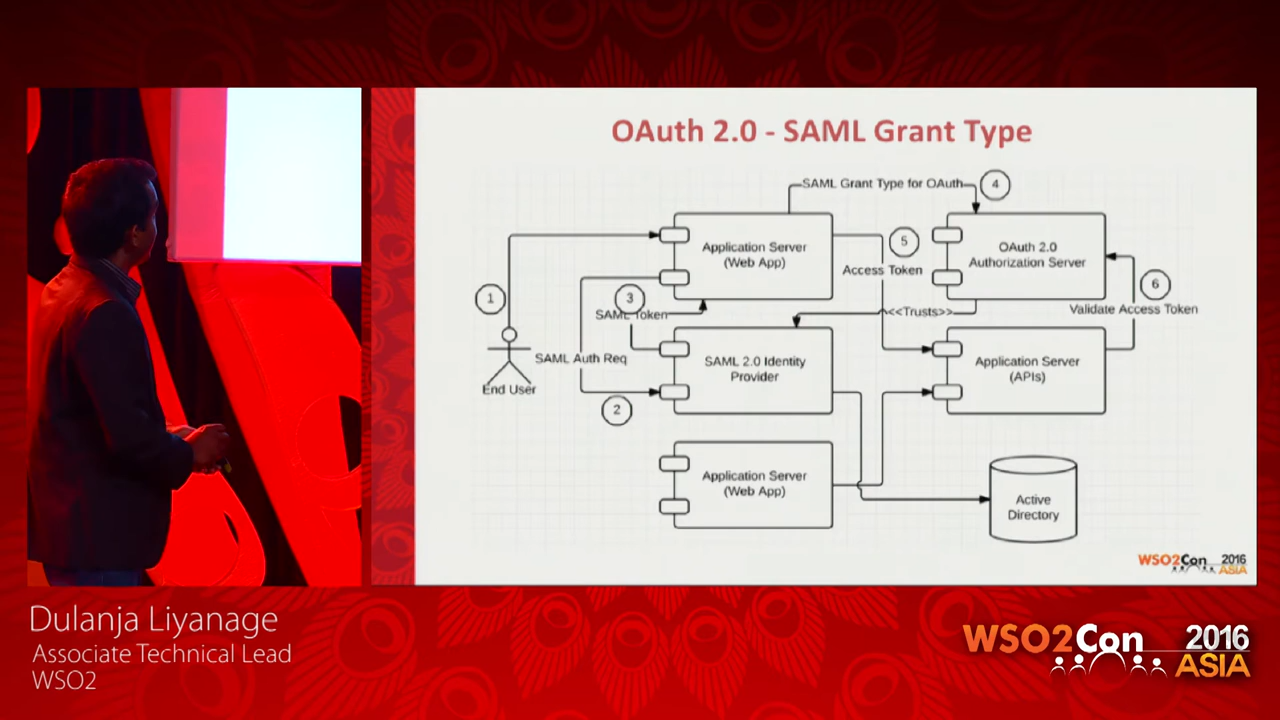 OAuth 2.0 - SAML Grant Type
SAML Grant Type for OAuth
4
Application Server
(Web App)
5
Access Token
OAuth 2.0
Authorization Server
1
3
SAML Token
<<Trusts>>
6
Validate Access Token
SAML Auth Req
End User
2
SAML 2.0 Identity
Provider
Application Server
(APIs)
Application Server
(Web App)
Active
Directory
WSO2Con 2016
ASIA
Dulanja Liyanage
Associate Technical Lead
WSO2
WSO2Con 2016
ASIA